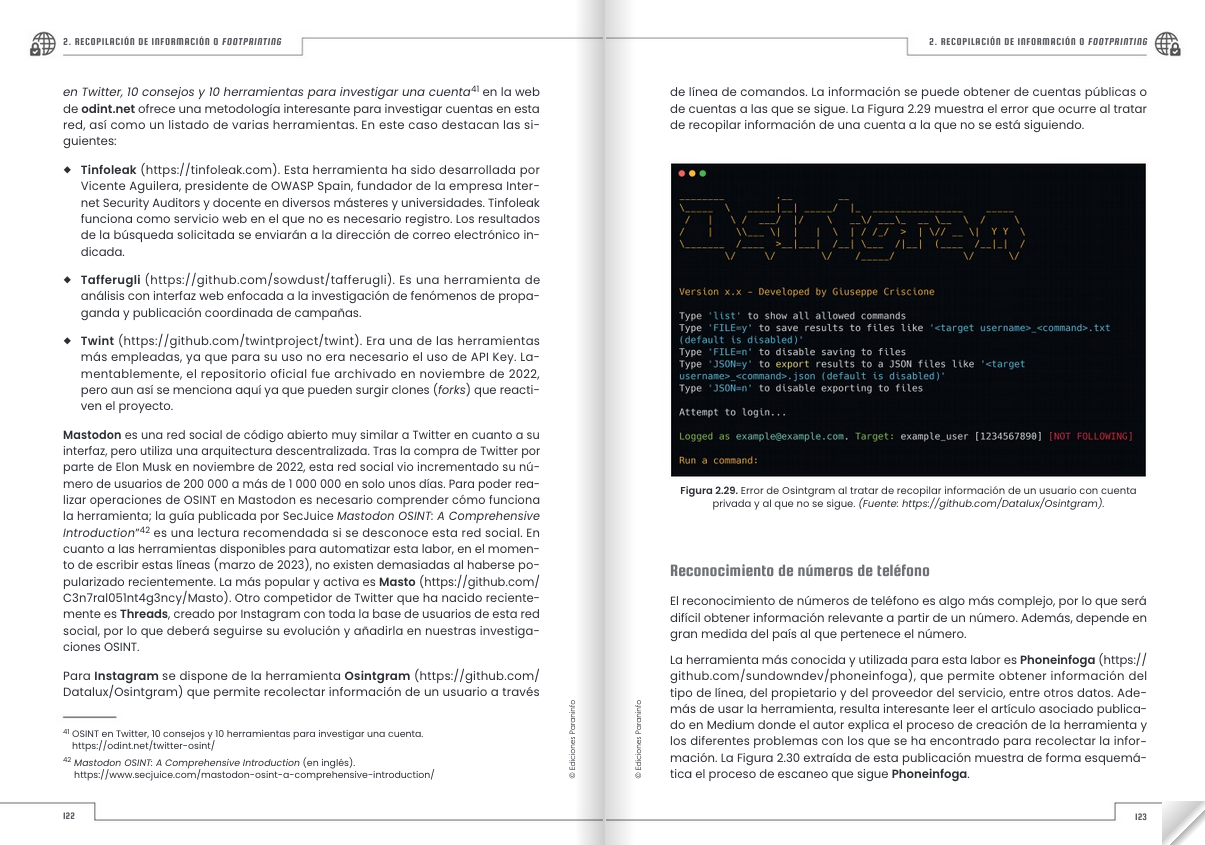 2. RECOPILACIÓN DE INFORMACIÓN O FOOTPRINTING
en Twitter, 10 consejos y 10 herramientas para investigar una cuenta41 en la web
de odint.net ofrece una metodología interesante para investigar cuentas en esta
red, así como un listado de varias herramientas. En este caso destacan las si-
guientes:
◆ Tinfoleak (https://tinfoleak.com). Esta herramienta ha sido desarrollada por
Vicente Aguilera, presidente de OWASP Spain, fundador de la empresa Inter-
net Security Auditors y docente en diversos másteres y universidades. Tinfoleak
funciona como servicio web en el que no es necesario registro. Los resultados
de la búsqueda solicitada se enviarán a la dirección de correo electrónico in-
dicada.
◆ Tafferugli (https://github.com/sowdust/tafferugli). Es una herramienta de
análisis con interfaz web enfocada a la investigación de fenómenos de propa-
ganda y publicación coordinada de campañas.
◆ Twint (https://github.com/twintproject/twint). Era una de las herramientas
más empleadas, ya que para su uso no era necesario el uso de API Key. La-
mentablemente, el repositorio oficial fue archivado en noviembre de 2022,
pero aun así se menciona aquí ya que pueden surgir clones (forks) que reacti-
ven el proyecto.
Mastodon es una red social de código abierto muy similar a Twitter en cuanto a su
interfaz, pero utiliza una arquitectura descentralizada. Tras la compra de Twitter por
parte de Elon Musk en noviembre de 2022, esta red social vio incrementado su nú-
mero de usuarios de 200 000 a más de 1 000 000 en solo unos días. Para poder rea-
lizar operaciones de OSINT en Mastodon es necesario comprender cómo funciona
la herramienta; la guía publicada por SecJuice Mastodon OSINT: A Comprehensive
Introduction”42 es una lectura recomendada si se desconoce esta red social. En
cuanto a las herramientas disponibles para automatizar esta labor, en el momen-
to de escribir estas líneas (marzo de 2023), no existen demasiadas al haberse po-
pularizado recientemente. La más popular y activa es Masto (https://github.com/
C3n7ral051nt4g3ncy/Masto). Otro competidor de Twitter que ha nacido reciente-
mente es Threads, creado por Instagram con toda la base de usuarios de esta red
social, por lo que deberá seguirse su evolución y añadirla en nuestras investiga-
ciones OSINT.
Para Instagram se dispone de la herramienta Osintgram (https://github.com/
Datalux/Osintgram) que permite recolectar información de un usuario a través
41 OSINT en Twitter, 10 consejos y 10 herramientas para investigar una cuenta.
https://odint.net/twitter-osint/
42 Mastodon OSINT: A Comprehensive Introduction (en inglés).
https://www.secjuice.com/mastodon-osint-a-comprehensive-introduction/
© Ediciones Paraninfo
122
2. RECOPILACIÓN DE INFORMACIÓN O FOOTPRINTING
de línea de comandos. La información se puede obtener de cuentas públicas o
de cuentas a las que se sigue. La Figura 2.29 muestra el error que ocurre al tratar
de recopilar información de una cuenta a la que no se está siguiendo.
Osintgram
Version x.x - Developed by Giuseppe Criscione
Type 'list' to show all allowed commands
Type 'FILE=y' to save results to files like '<target username>_<command>.txt
(default is disabled)'
Type 'FILE=n' to disable saving to files
Type 'JSON=y' to export results to a JSON files like '<target
username>_<command>.json (default is disabled)'
Type 'JSON=n' to disable exporting to files
Attempt to login...
Logged as example@example.com. Target: example_user [1234567890] [NOT FOLLOWING]
Run a command:
Figura 2.29. Error de Osintgram al tratar de recopilar información de un usuario con cuenta
privada y al que no se sigue. (Fuente: https://github.com/Datalux/Osintgram).
Reconocimiento de números de teléfono
El reconocimiento de números de teléfono es algo más complejo, por lo que será
difícil obtener información relevante a partir de un número. Además, depende en
gran medida del país al que pertenece el número.
La herramienta más conocida y utilizada para esta labor es Phoneinfoga (https://
github.com/sundowndev/phoneinfoga), que permite obtener información del
tipo de línea, del propietario y del proveedor del servicio, entre otros datos. Ade-
más de usar la herramienta, resulta interesante leer el artículo asociado publica-
do en Medium donde el autor explica el proceso de creación de la herramienta y
los diferentes problemas con los que se ha encontrado para recolectar la infor-
mación. La Figura 2.30 extraída de esta publicación muestra de forma esquemá-
tica el proceso de escaneo que sigue Phoneinfoga.
© Ediciones Paraninfo
123